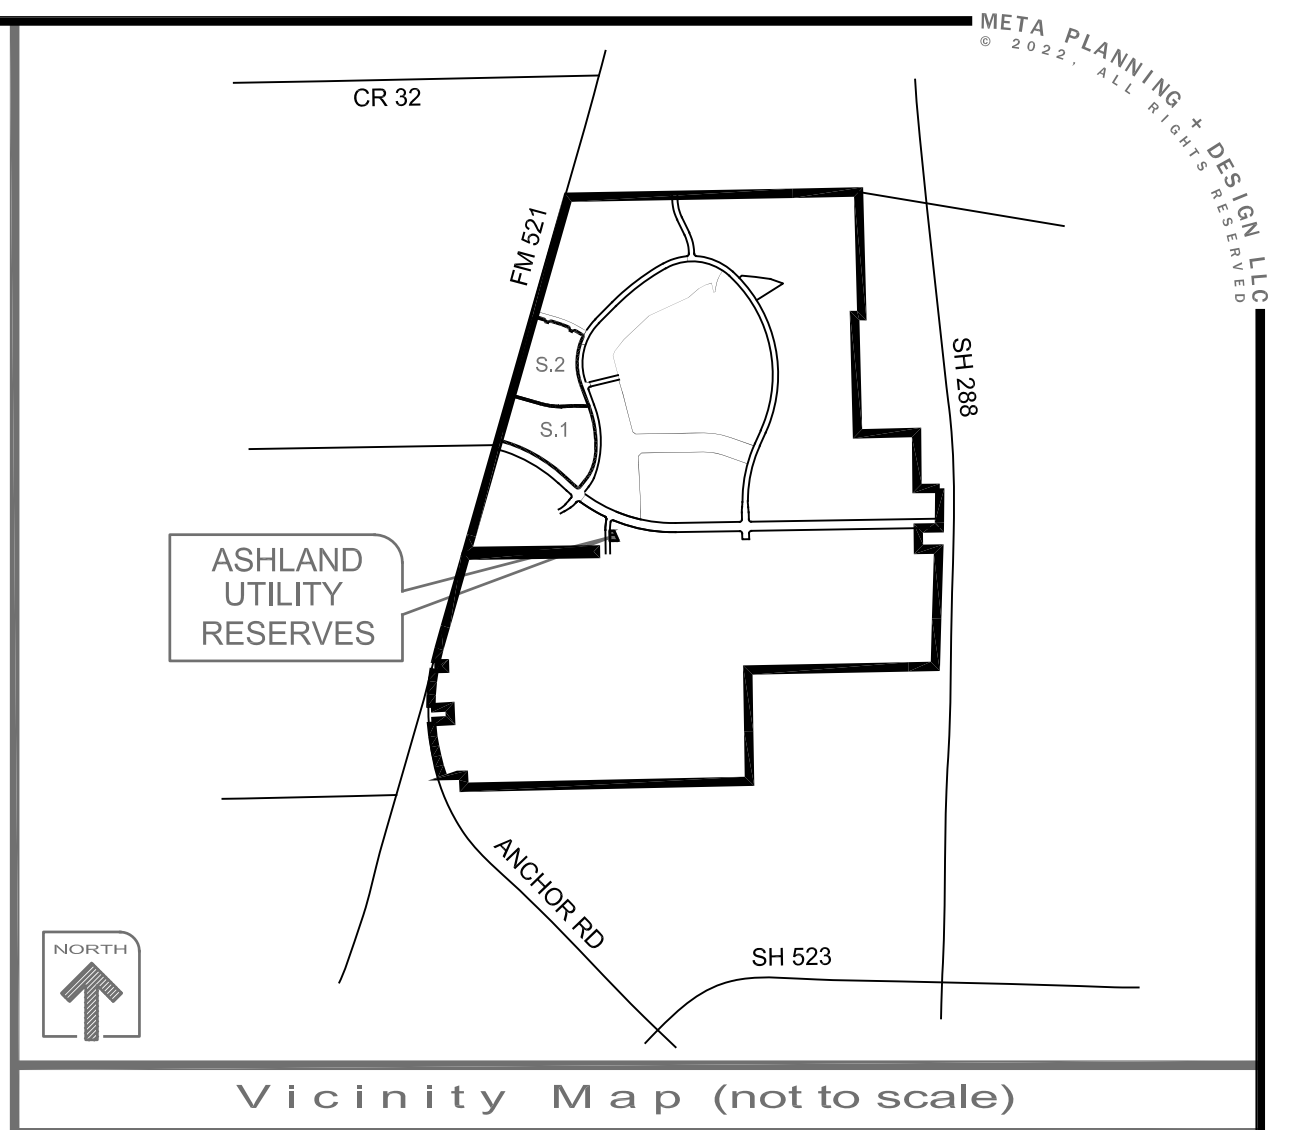 META PLANNING + DESIGN LLC
© 2022, ALL RIGHTS RESERVED
CR 32
FM 521
SH 288
S.2
S.1
ASHLAND
UTILITY
RESERVES
ANCHOR RD
SH 523
NORTH
Vicinity Map (not to scale)